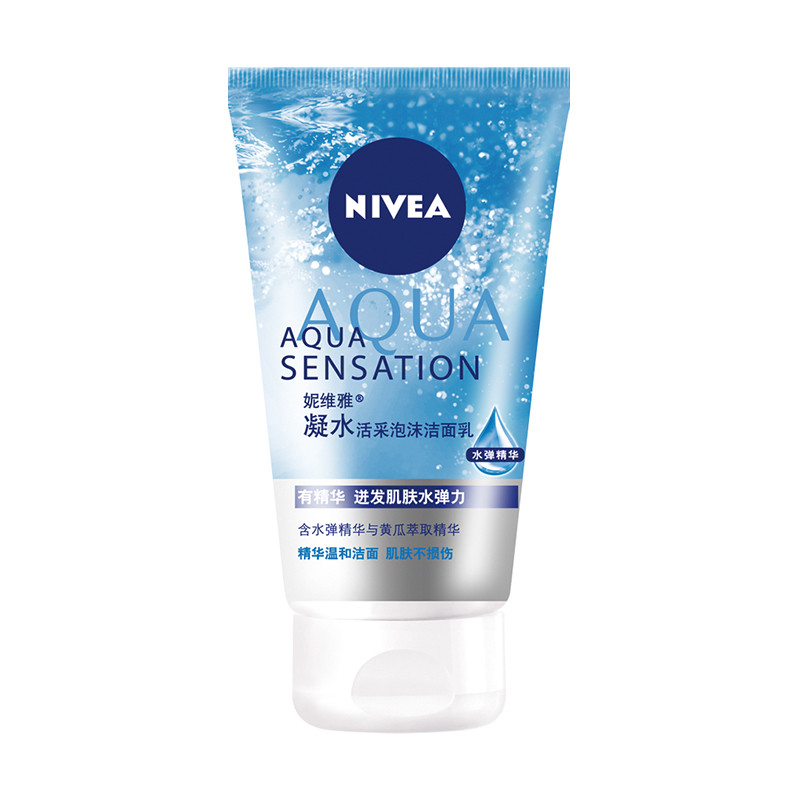 NIVEA
AQUA
AQUA
SENSATION
妮维雅®
凝水活采泡沫洁面乳
水弹精华
有精华 迸发肌肤水弹力
含水弹精华与黄瓜萃取精华
精华温和洁面 肌肤不损伤